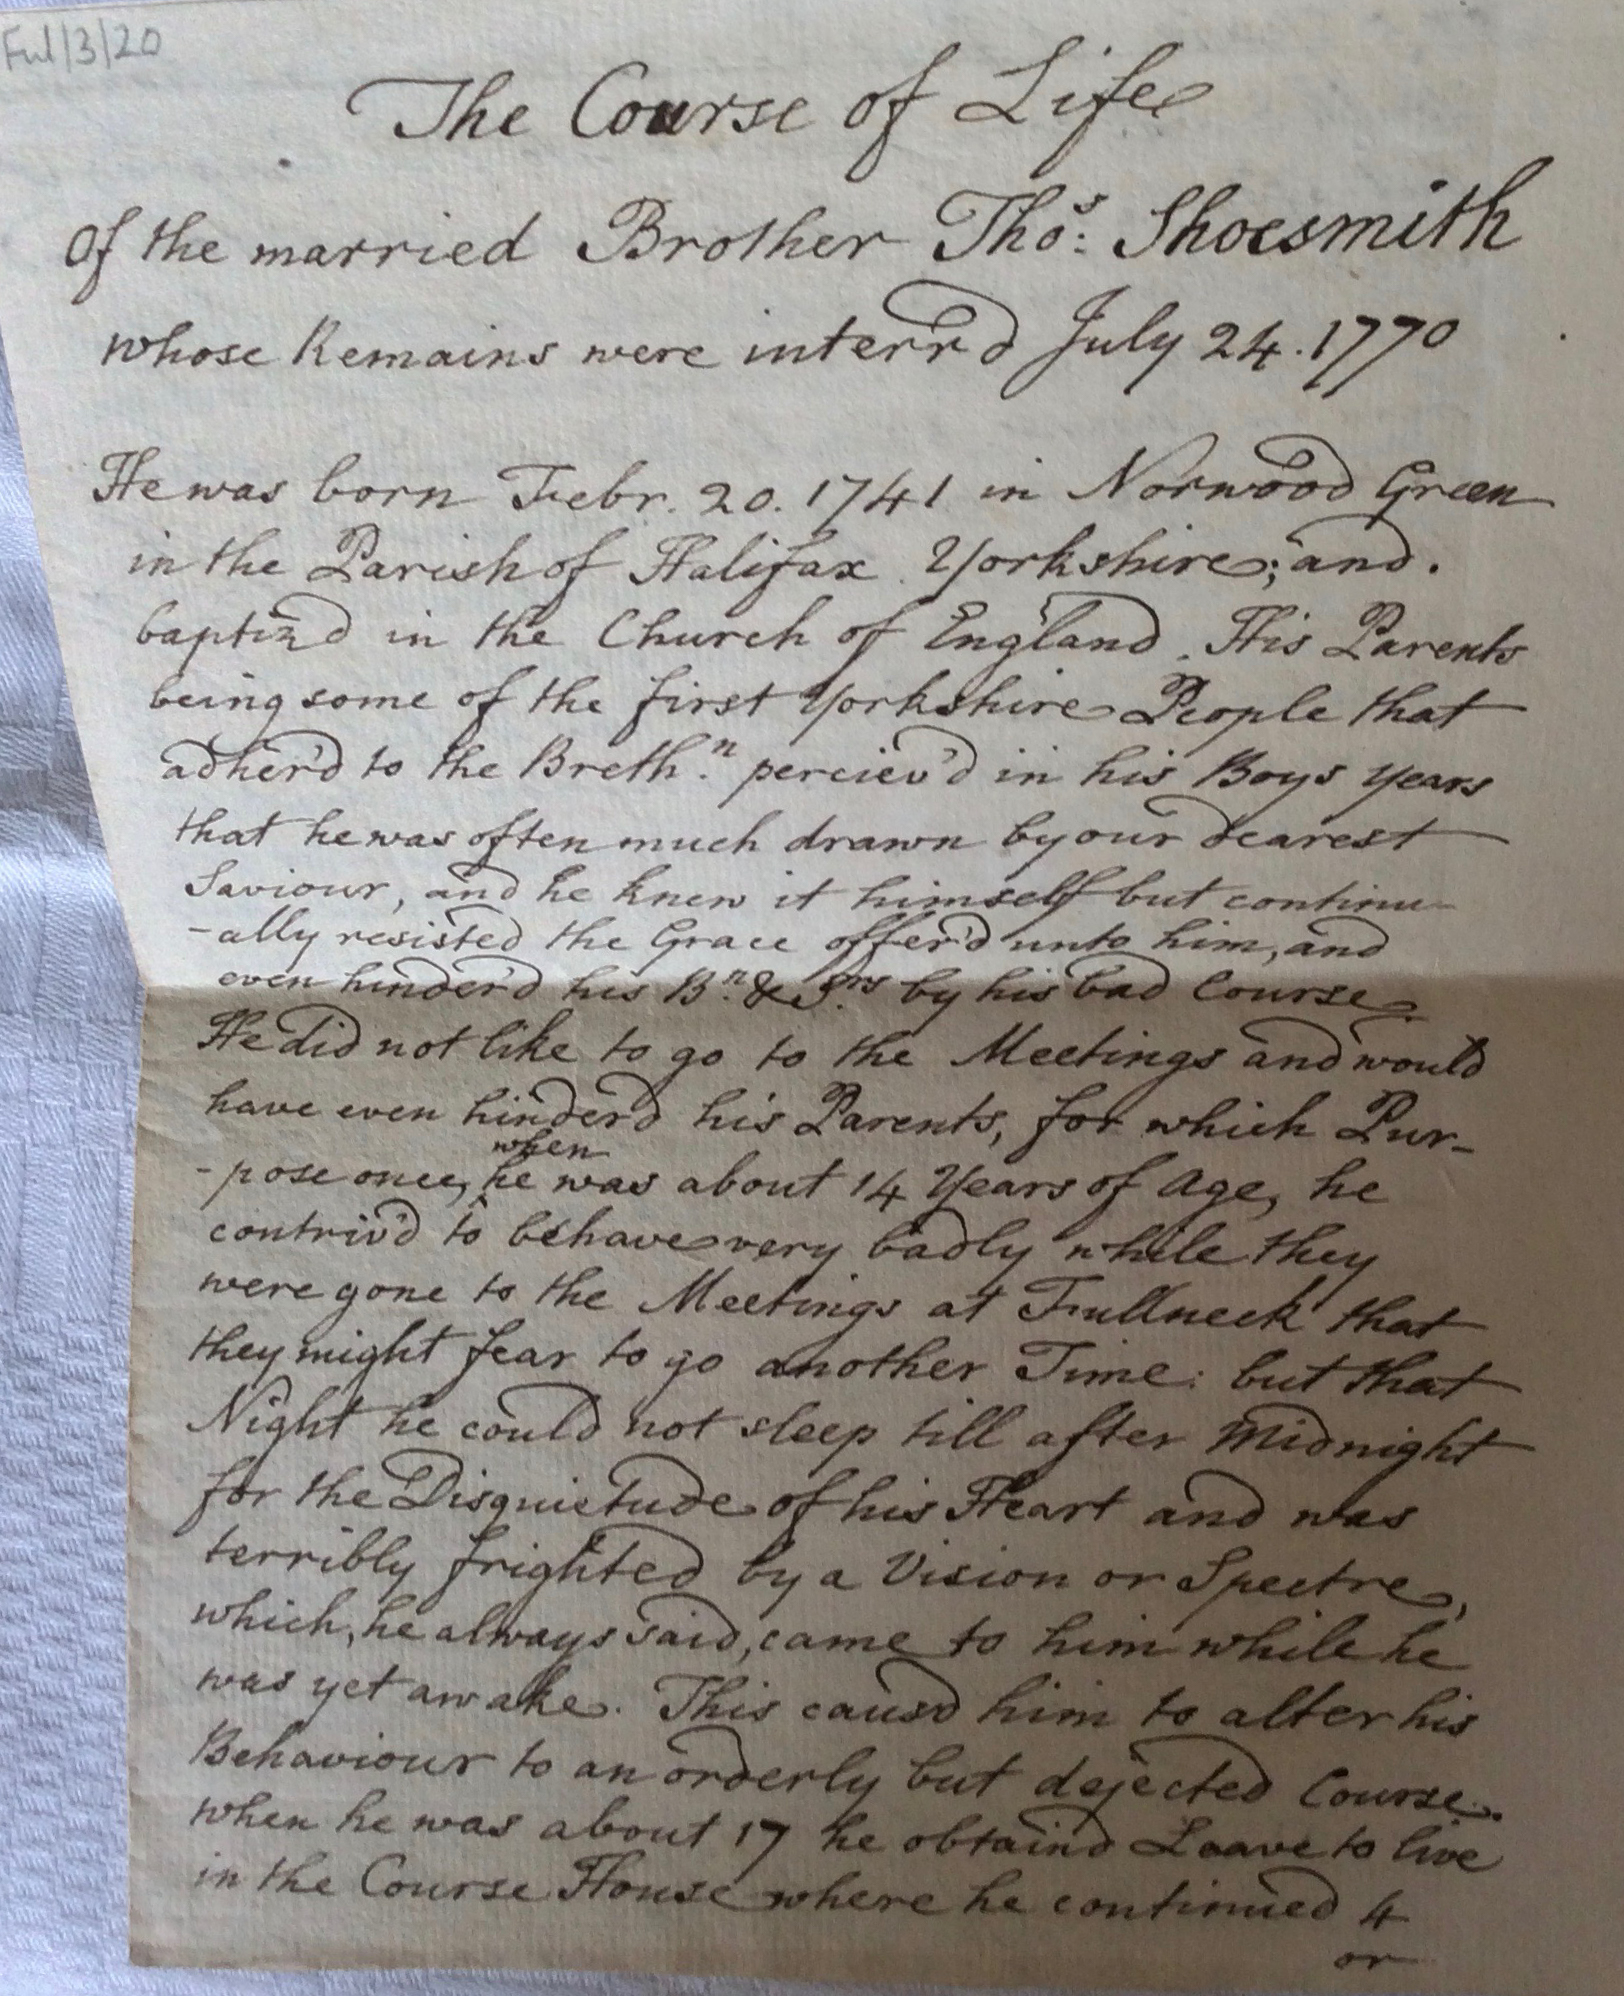 Ful/3/20
The Course of Life
Of the married Brother Tho.s Shoesmith
whose Remains were interr'd July 24. 1770
He was born Febr. 20. 1741 in Norwood Green
in the Parish of Halifax Yorkshire; and.
baptiz'd in the Church of England. His Parents
being some of the first Yorkshire People that
adher'd to the Breth.n perciev'd in his Boys Years
that he was often much drawn by our dearest
Saviour, and he knew it himself but continu-
-ally resisted the Grace offer'd unto him, and
even hinder'd his B.n & S.rs by his bad Course.
He did not like to go to the Meetings and would
have even hinder'd his Parents, for which Pur-
when
-pose once, ^ he was about 14 Years of Age, he
contriv'd to behave very badly while they
were gone to the Meetings at Fullneck that
they might fear to go another Time: but that
Night he could not sleep till after Midnight
for the Disquietude of his Heart and was
terribly frighted by a Vision or Spectre,
which, he always said, came to him while he
was yet awake. This causd him to alter his
Behaviour to an orderly but dejected Course.
when he was about 17 he obtaind Leave to live
in the Course House where he continued 4
or